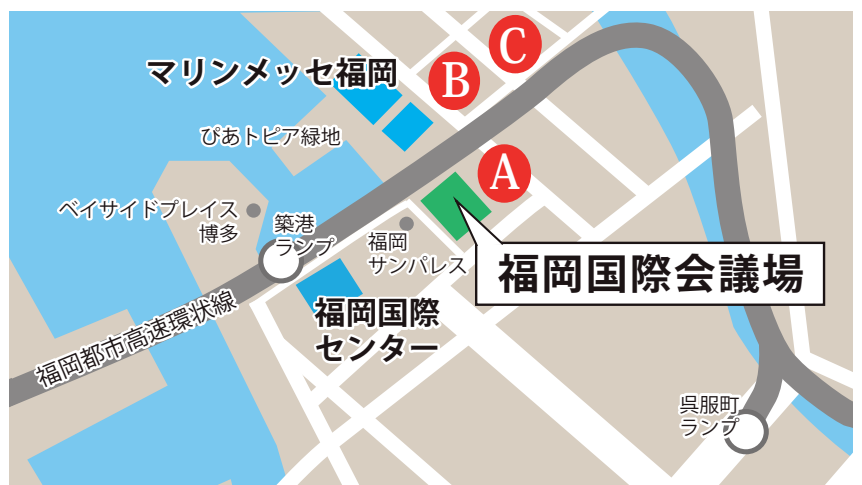 C
マリンメッセ福岡
B
ぴあトピア緑地
A
ベイサイドプレイス
博多
築港
ランプ
福岡
サンパレス
福岡国際会議場
福岡国際
センター
福岡都市高速環状線
呉服町
ランプ